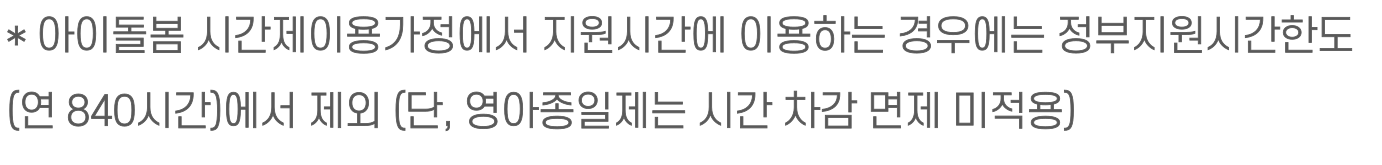 * 아이돌봄 시간제이용가정에서 지원시간에 이용하는 경우에는 정부지원시간한도
(연 840시간)에서 제외 (단, 영아종일제는 시간 차감 면제 미적용)